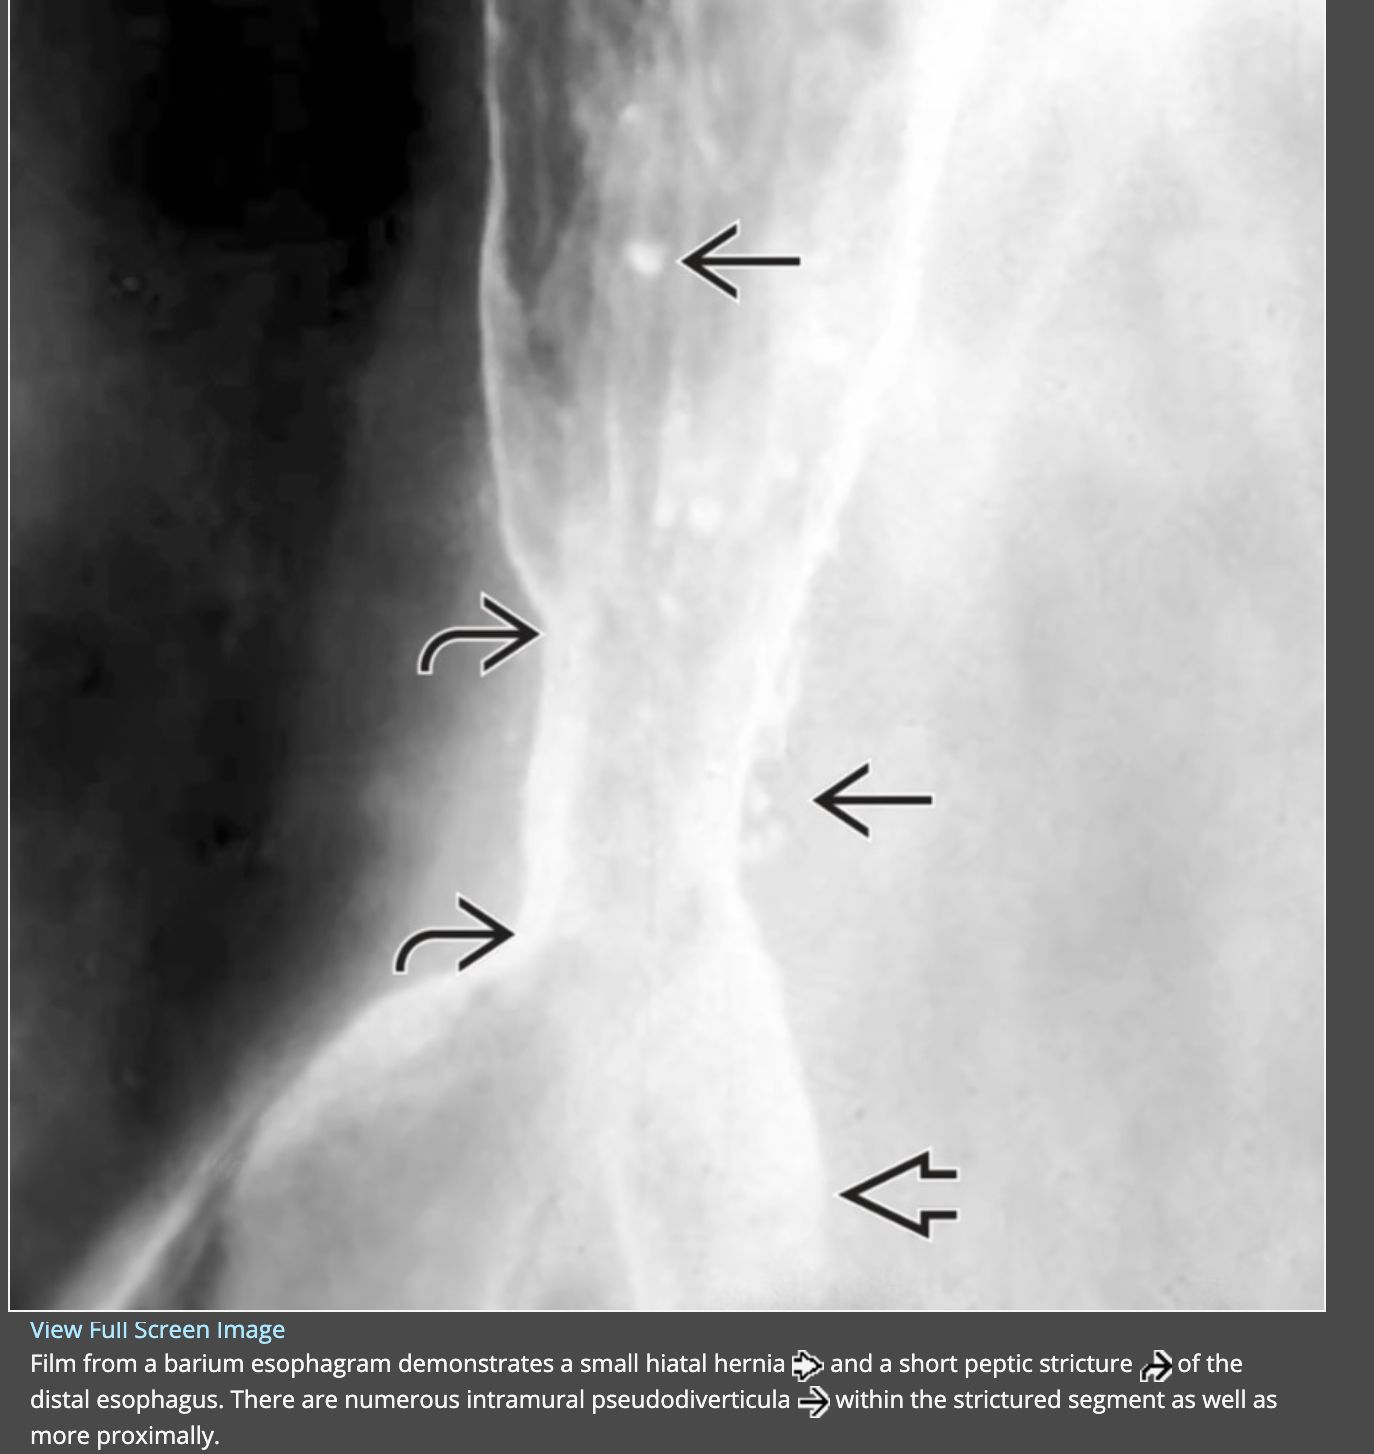 View Full Screen Image
Film from a barium esophagram demonstrates a small hiatal hernia and a short peptic stricture of the
distal esophagus. There are numerous intramural pseudodiverticula within the strictured segment as well as
more proximally.